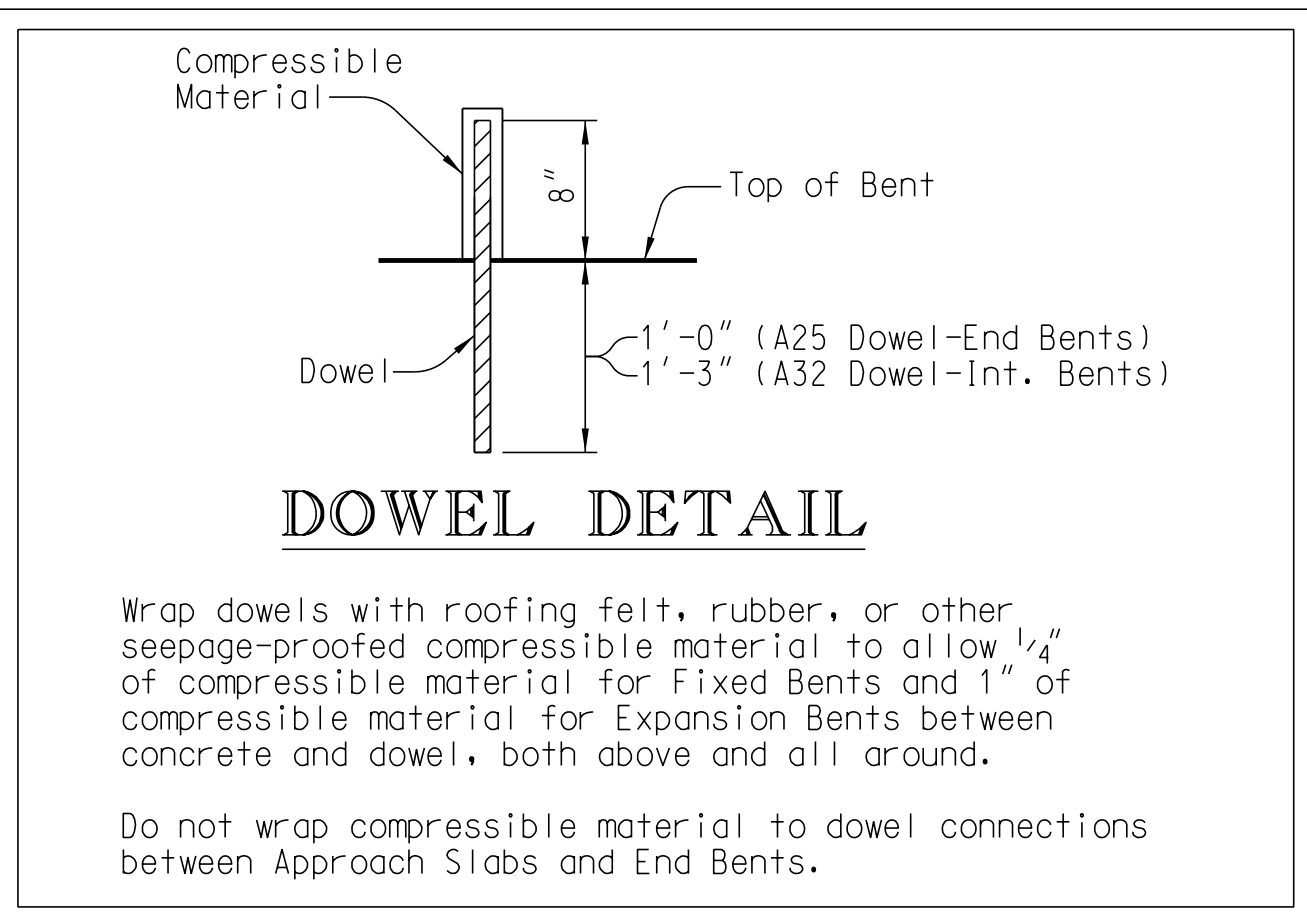 Compressible
Material
8"
Top of Bent
1'-0" (A25 Dowel-End Bents)
1'-3" (A32 Dowel-Int. Bents)
Dowel
DOWEL DETAIL
Wrap dowels with roofing felt, rubber, or other
seepage-proofed compressible material to allow 1/4"
of compressible material for Fixed Bents and 1" of
compressible material for Expansion Bents between
concrete and dowel, both above and all around.
Do not wrap compressible material to dowel connections
between Approach Slabs and End Bents.